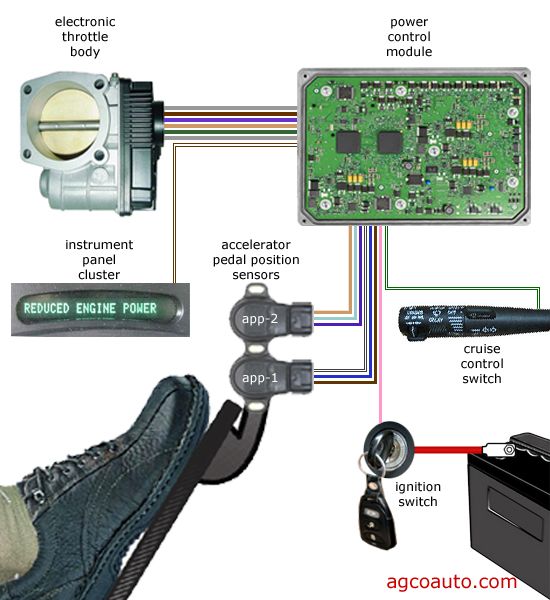 electronic
throttle
body
power
control
module
instrument
panel
cluster
accelerator
pedal position
sensors
REDUCED ENGINE POWER
app-2
app-1
cruise
control
switch
ignition
switch
agcoauto.com